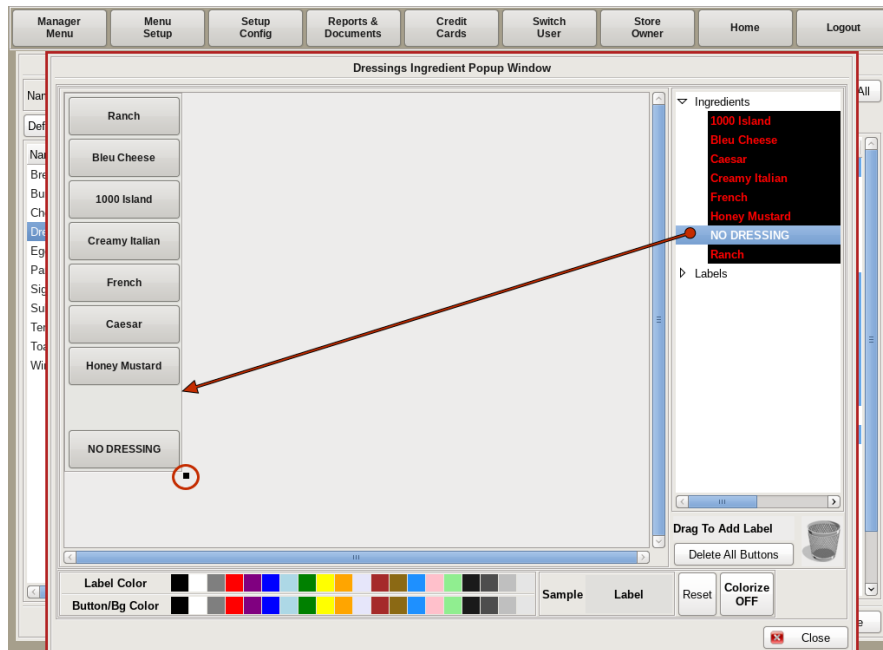 Manager Menu
Menu Setup
Setup Config
Reports & Documents
Credit Cards
Switch User
Store Owner
Home
Logout
Dressings Ingredient Popup Window
All
Ranch
Bleu Cheese
1000 Island
Creamy Italian
French
Caesar
Honey Mustard
NO DRESSING
Ingredients
1000 Island
Bleu Cheese
Caesar
Creamy Italian
French
Honey Mustard
NO DRESSING
Ranch
Labels
Drag To Add Label
Delete All Buttons
Label Color
Button/Bg Color
Sample
Label
Reset
Colorize OFF
Close